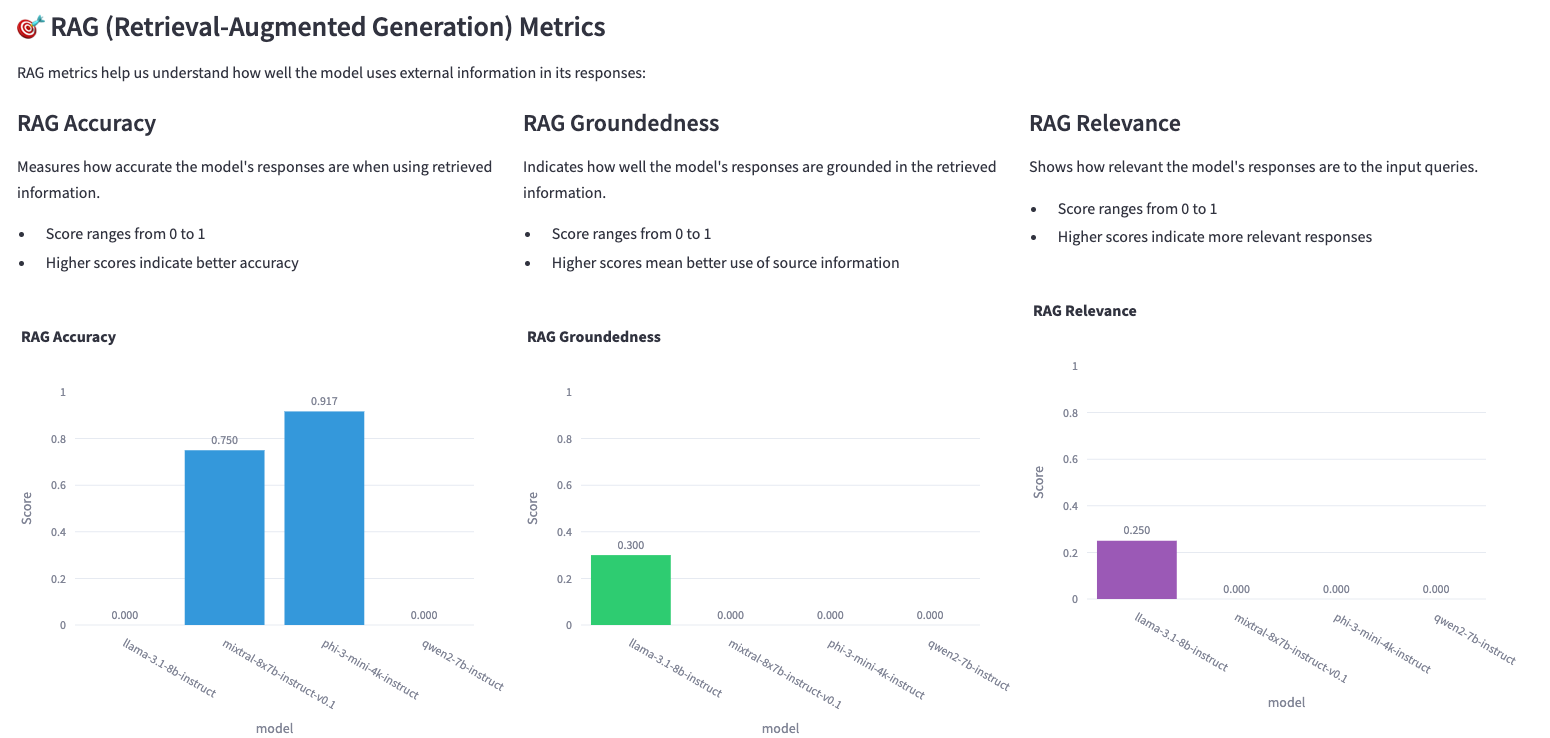 🎯 RAG (Retrieval-Augmented Generation) Metrics
RAG metrics help us understand how well the model uses external information in its responses:
RAG Accuracy
Measures how accurate the model's responses are when using retrieved
information.
• Score ranges from 0 to 1
• Higher scores indicate better accuracy
RAG Accuracy
1
0.8
0.6
0.4
0.2
0
Score
0.000
0.750
0.917
0.000
llama-3.1-8b-instruct
mixtral-8x7b-instruct-v0.1
phi-3-mini-4k-instruct
qwen2-7b-instruct
model
RAG Groundedness
Indicates how well the model's responses are grounded in the retrieved
information.
• Score ranges from 0 to 1
• Higher scores mean better use of source information
RAG Groundedness
1
0.8
0.6
0.4
0.2
0
Score
0.300
0.000
0.000
0.000
llama-3.1-8b-instruct
mixtral-8x7b-instruct-v0.1
phi-3-mini-4k-instruct
qwen2-7b-instruct
model
RAG Relevance
Shows how relevant the model's responses are to the input queries.
• Score ranges from 0 to 1
• Higher scores indicate more relevant responses
RAG Relevance
1
0.8
0.6
0.4
0.2
0
Score
0.250
0.000
0.000
0.000
llama-3.1-8b-instruct
mixtral-8x7b-instruct-v0.1
phi-3-mini-4k-instruct
qwen2-7b-instruct
model